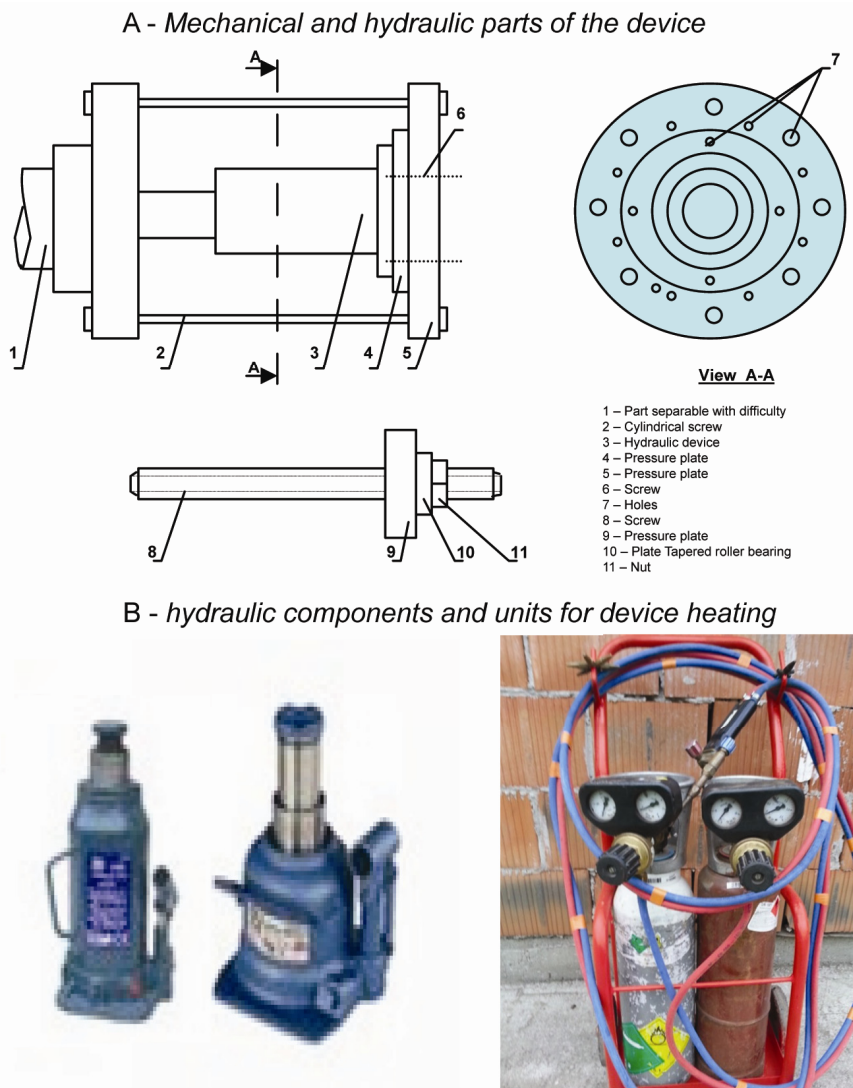 A - Mechanical and hydraulic parts of the device
A
6
7
1
2
3
4
5
A
View A-A
1 – Part separable with difficulty
2 – Cylindrical screw
3 – Hydraulic device
4 – Pressure plate
5 – Pressure plate
6 – Screw
7 – Holes
8 – Screw
9 – Pressure plate
10 – Plate Tapered roller bearing
11 – Nut
8
9
10
11
B - hydraulic components and units for device heating